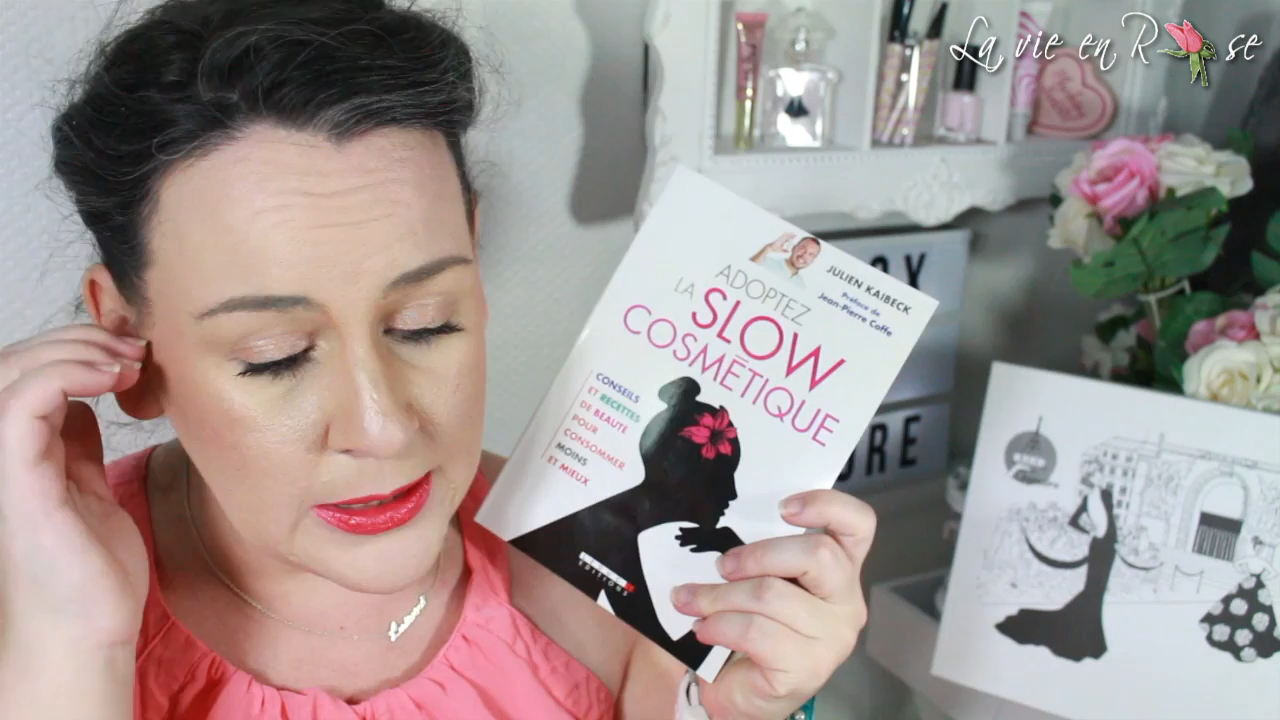 La vie en Rose
JULIEN KAIBECK
Préface de
Jean-Pierre Coffe
ADOPTEZ
LA SLOW
COSMÉTIQUE
CONSEILS
ET RECETTES
DE BEAUTÉ
POUR
CONSOMMER
MOINS
ET MIEUX
EDITIONS